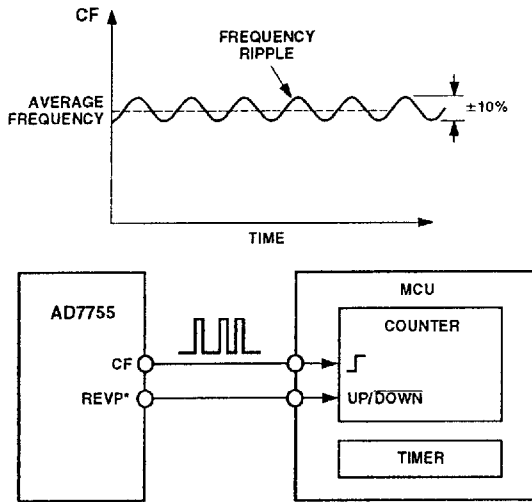 CF
FREQUENCY
RIPPLE
AVERAGE
FREQUENCY
±10%
TIME
AD7755
CF
REVP*
MCU
COUNTER
UP/DOWN
TIMER